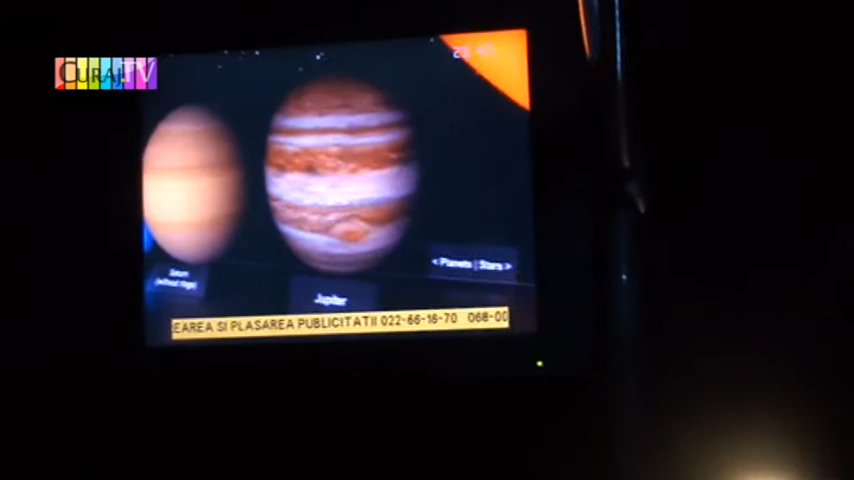 CURAJ.TV
Saturn
(without rings)
Jupiter
< Planets | Stars >
EAREA SI PLASAREA PUBLICITATII 022-66-16-70 068-00